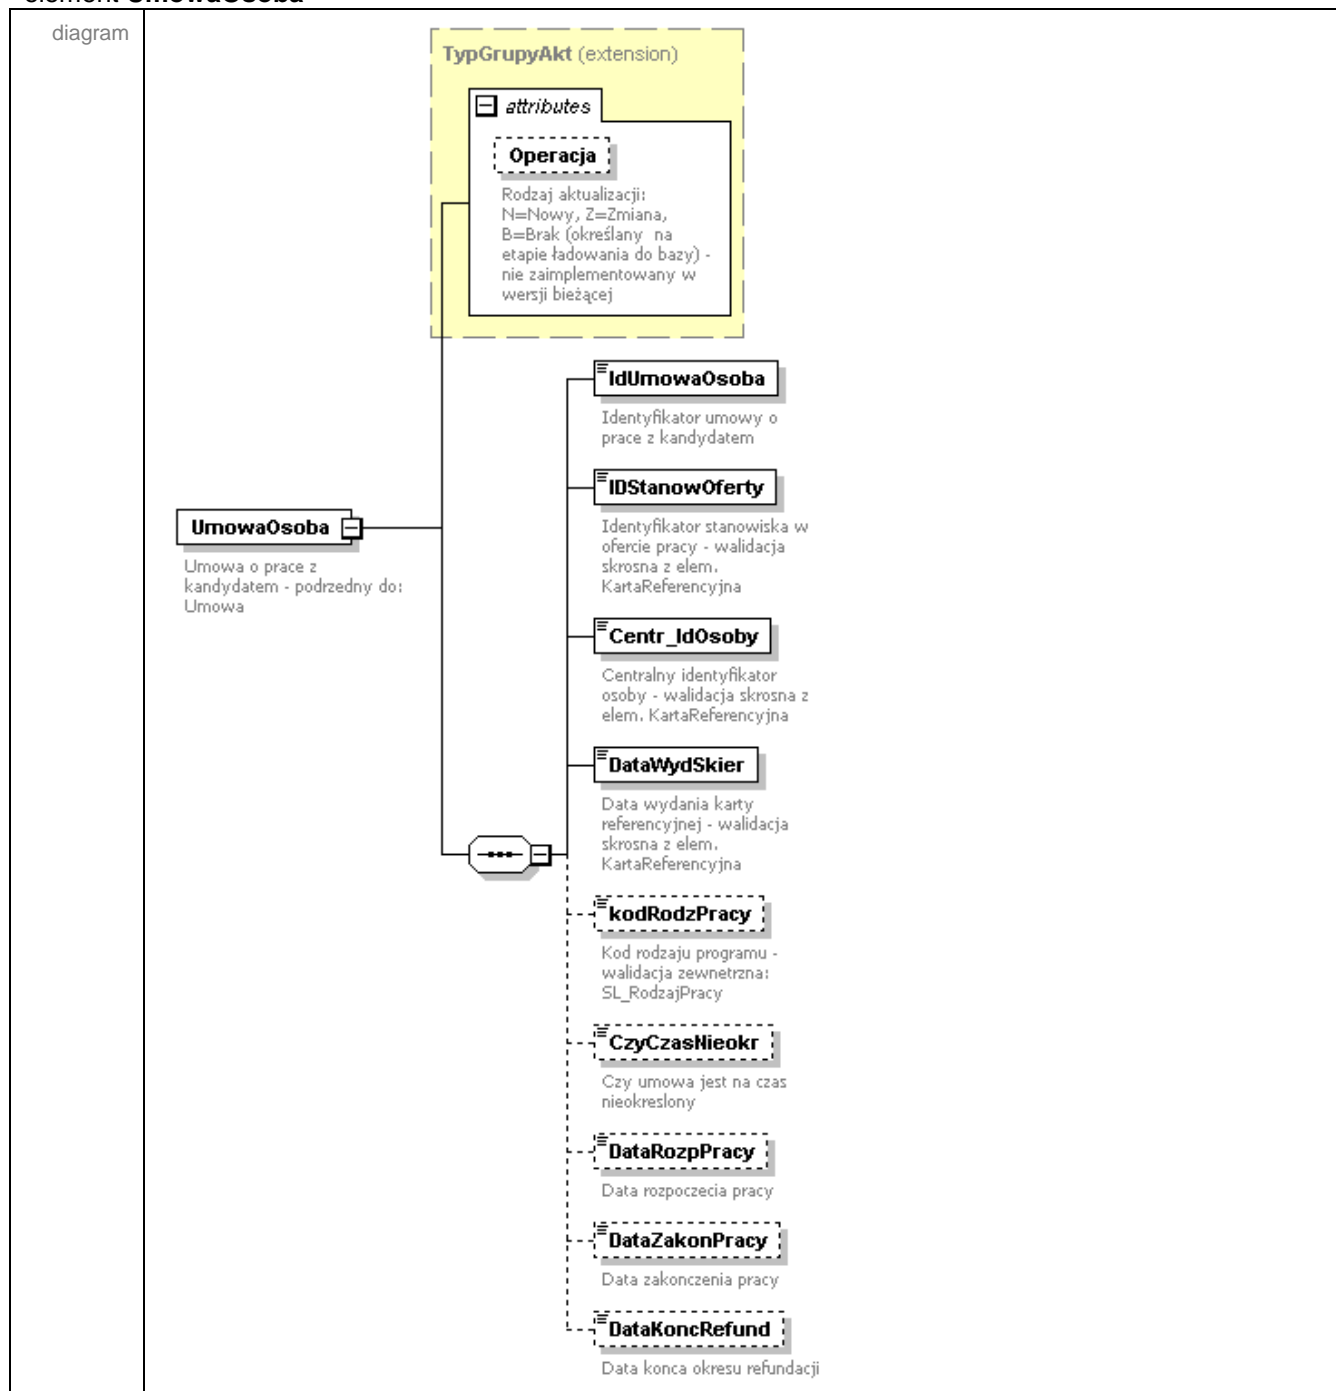 element UmowaOsoba
diagram
TypGrupyAkt (extension)
attributes
Operacja
Rodzaj aktualizacji:
N=Nowy, Z=Zmiana,
B=Brak (określany na
etapie ładowania do bazy) -
nie zaimplementowany w
wersji bieżącej
IdUmowaOsoba
Identyfikator umowy o
prace z kandydatem
IDStanowOferty
Identyfikator stanowiska w
ofercie pracy - walidacja
skrosna z elem.
KartaReferencyjna
UmowaOsoba
Umowa o prace z
kandydatem - podrzedny do:
Umowa
Centr_IdOsoby
Centralny identyfikator
osoby - walidacja skrosna z
elem. KartaReferencyjna
DataWydSkier
Data wydania karty
referencyjnej - walidacja
skrosna z elem.
KartaReferencyjna
kodRodzPracy
Kod rodzaju programu -
walidacja zewnetrzna:
SL_RodzajPracy
CzyCzasNieokr
Czy umowa jest na czas
nieokreslony
DataRozpPracy
Data rozpoczecia pracy
DataZakonPracy
Data zakonczenia pracy
DataKoncRefund
Data konca okresu refundacji